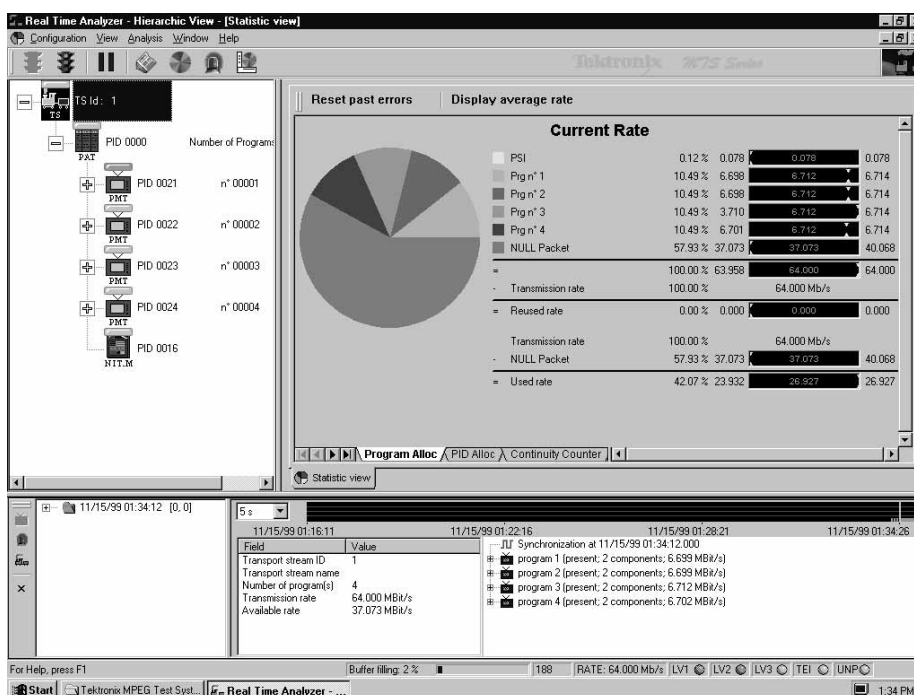 Real Time Analyzer - Hierarchic View - [Statistic view]
Configuration View Analysis Window Help
Tektronix MTS Series
TS Id: 1
TS
PID 0000 Number of Programs
PAT
PID 0021 n° 00001
PMT
PID 0022 n° 00002
PMT
PID 0023 n° 00003
PMT
PID 0024 n° 00004
PMT
PID 0016
NIT.M
Reset past errors Display average rate
Current Rate
PSI 0.12 % 0.078 0.078 0.078
Prg n° 1 10.49 % 6.698 6.712 6.714
Prg n° 2 10.49 % 6.698 6.712 6.714
Prg n° 3 10.49 % 3.710 6.712 6.714
Prg n° 4 10.49 % 6.701 6.712 6.714
NULL Packet 57.93 % 37.073 37.073 40.068
= 100.00 % 63.958 64.000 64.000
- Transmission rate 100.00 % 64.000 Mb/s
= Reused rate 0.00 % 0.000 0.000 0.000
Transmission rate 100.00 % 64.000 Mb/s
- NULL Packet 57.93 % 37.073 37.073 40.068
= Used rate 42.07 % 23.932 26.927 26.927
Program Alloc PID Alloc Continuity Counter
Statistic view
11/15/99 01:34:12 [0, 0]
5 s
11/15/99 01:16:11 11/15/99 01:22:16 11/15/99 01:28:21 11/15/99 01:34:26
Field Value
Transport stream ID 1
Transport stream name
Number of program(s) 4
Transmission rate 64.000 MBit/s
Available rate 37.073 MBit/s
Synchronization at 11/15/99 01:34:12.000
program 1 (present; 2 components; 6.699 MBit/s)
program 2 (present; 2 components; 6.699 MBit/s)
program 3 (present; 2 components; 6.712 MBit/s)
program 4 (present; 2 components; 6.702 MBit/s)
For Help, press F1 Buffer filling: 2 % 188 RATE: 64.000 Mb/s LV1 LV2 LV3 TEI UNP
Start Tektronix MPEG Test Syst... Real Time Analyzer - ... 1:34 PM